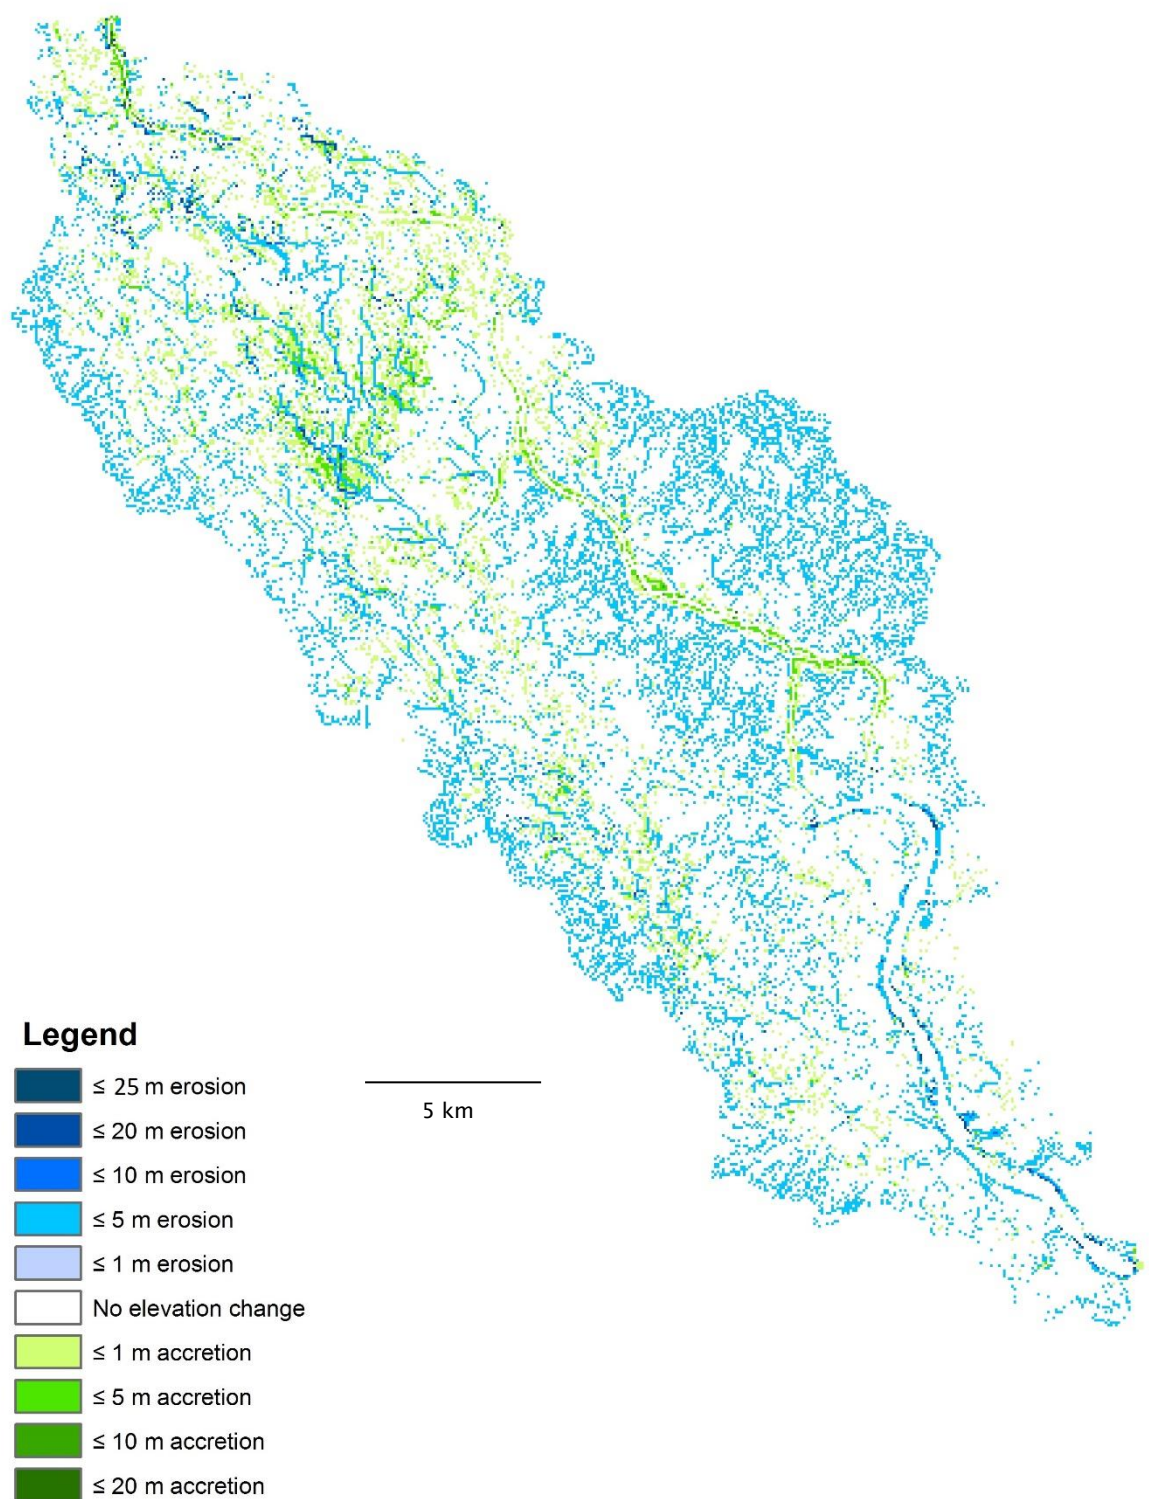 Legend
≤ 25 m erosion
≤ 20 m erosion
≤ 10 m erosion
≤ 5 m erosion
≤ 1 m erosion
No elevation change
≤ 1 m accretion
≤ 5 m accretion
≤ 10 m accretion
≤ 20 m accretion
5 km